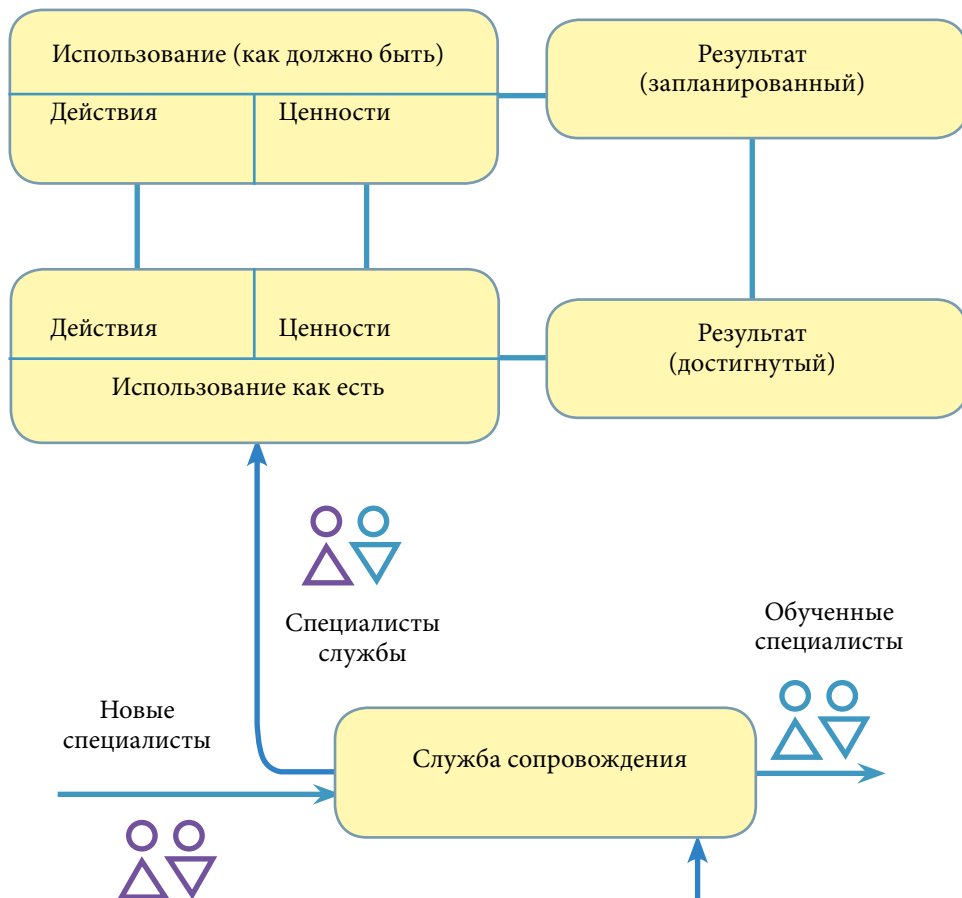 Использование (как должно быть)
Действия
Ценности
Результат
(запланированный)
Действия
Ценности
Использование как есть
Результат
(достигнутый)
Специалисты
службы
Обученные
специалисты
Новые
специалисты
Служба сопровождения